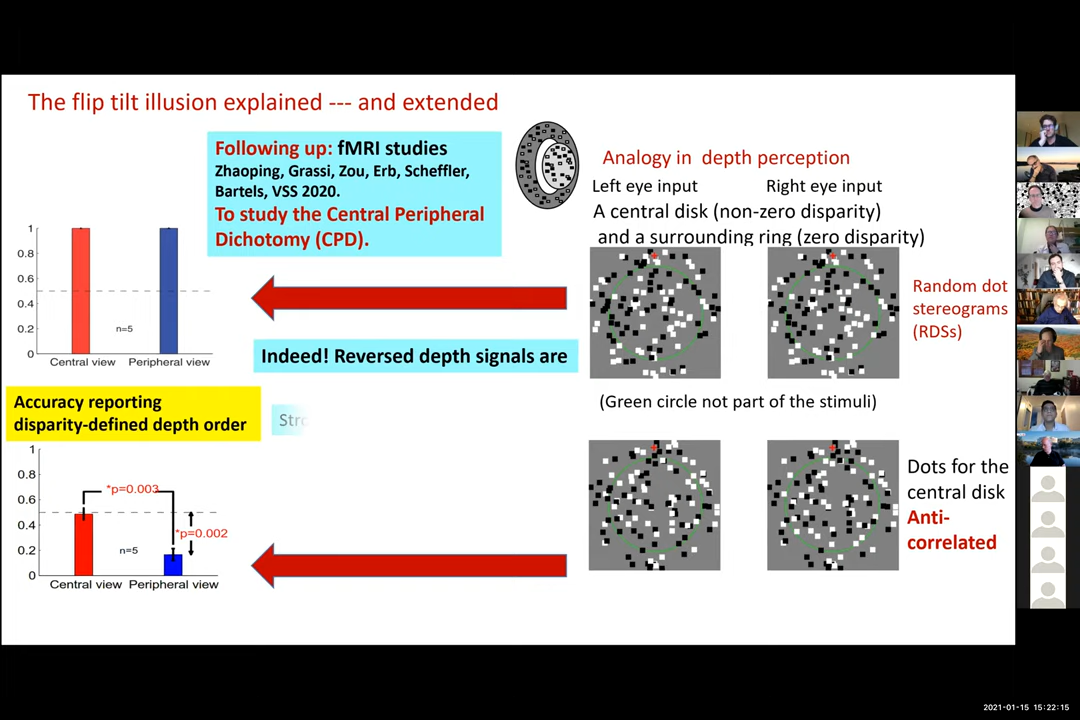 The flip tilt illusion explained --- and extended
Following up: fMRI studies
Zhaoping, Grassi, Zou, Erb, Scheffler,
Bartels, VSS 2020.
To study the Central Peripheral
Dichotomy (CPD).
Analogy in depth perception
Left eye input
Right eye input
A central disk (non-zero disparity)
and a surrounding ring (zero disparity)
1
0.8
0.6
0.4
0.2
0
n=5
Central view
Peripheral view
Random dot
stereograms
(RDSs)
Indeed! Reversed depth signals are
Accuracy reporting
disparity-defined depth order
(Green circle not part of the stimuli)
1
0.8
0.6
0.4
0.2
0
*p=0.003
*p=0.002
n=5
Central view
Peripheral view
Dots for the
central disk
Anti-
correlated
2021-01-15 15:22:15